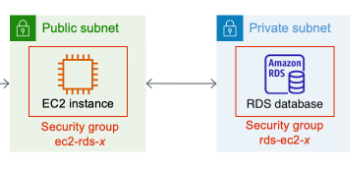 Public subnet
EC2 instance
Security group
ec2-rds-x
Private subnet
Amazon
RDS
RDS database
Security group
rds-ec2-x